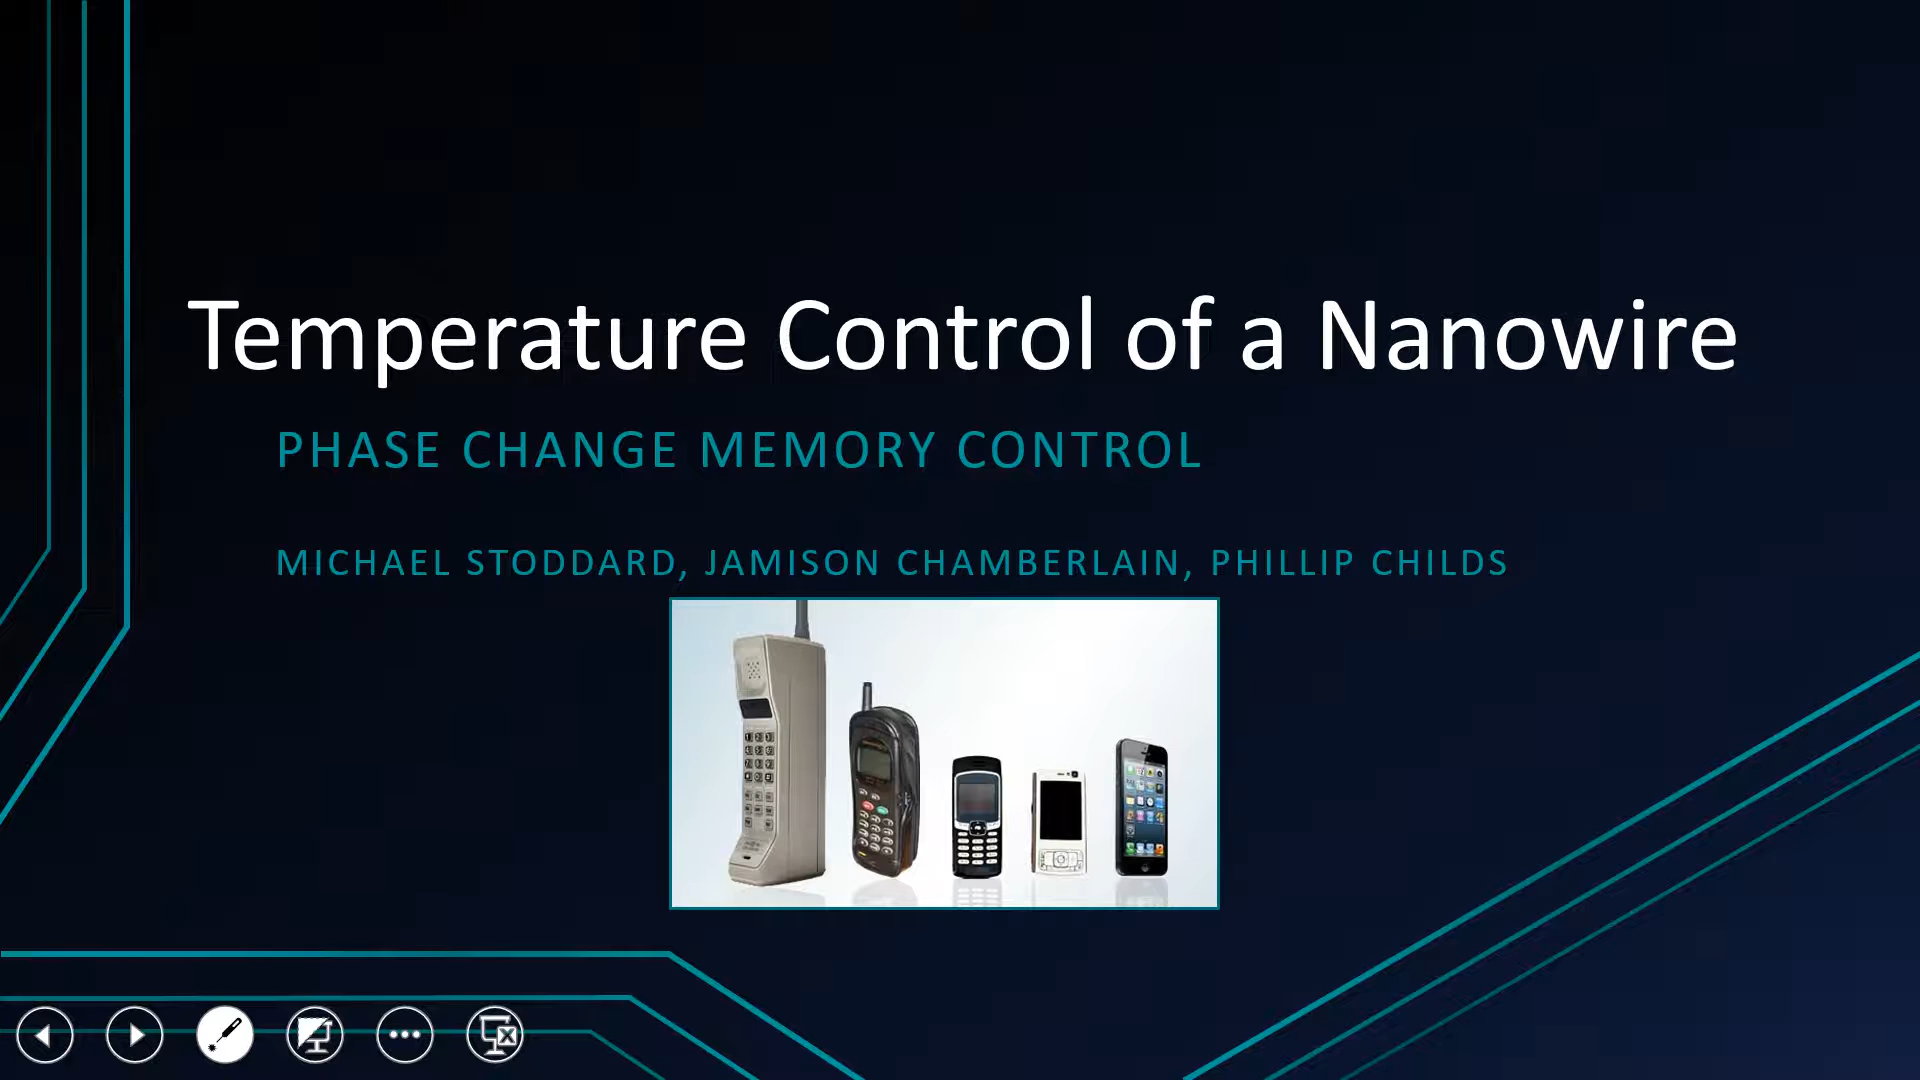 Temperature Control of a Nanowire
PHASE CHANGE MEMORY CONTROL
MICHAEL STODDARD, JAMISON CHAMBERLAIN, PHILLIP CHILDS